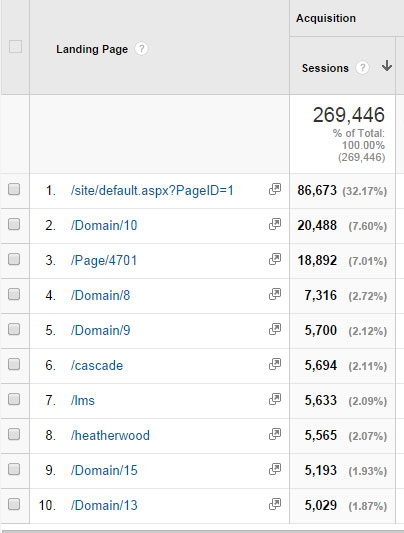 Acquisition
Landing Page ?
Sessions ?
269,446
% of Total:
100.00%
(269,446)
1. /site/default.aspx?PageID=1 86,673 (32.17%)
2. /Domain/10 20,488 (7.60%)
3. /Page/4701 18,892 (7.01%)
4. /Domain/8 7,316 (2.72%)
5. /Domain/9 5,700 (2.12%)
6. /cascade 5,694 (2.11%)
7. /lms 5,633 (2.09%)
8. /heatherwood 5,565 (2.07%)
9. /Domain/15 5,193 (1.93%)
10. /Domain/13 5,029 (1.87%)